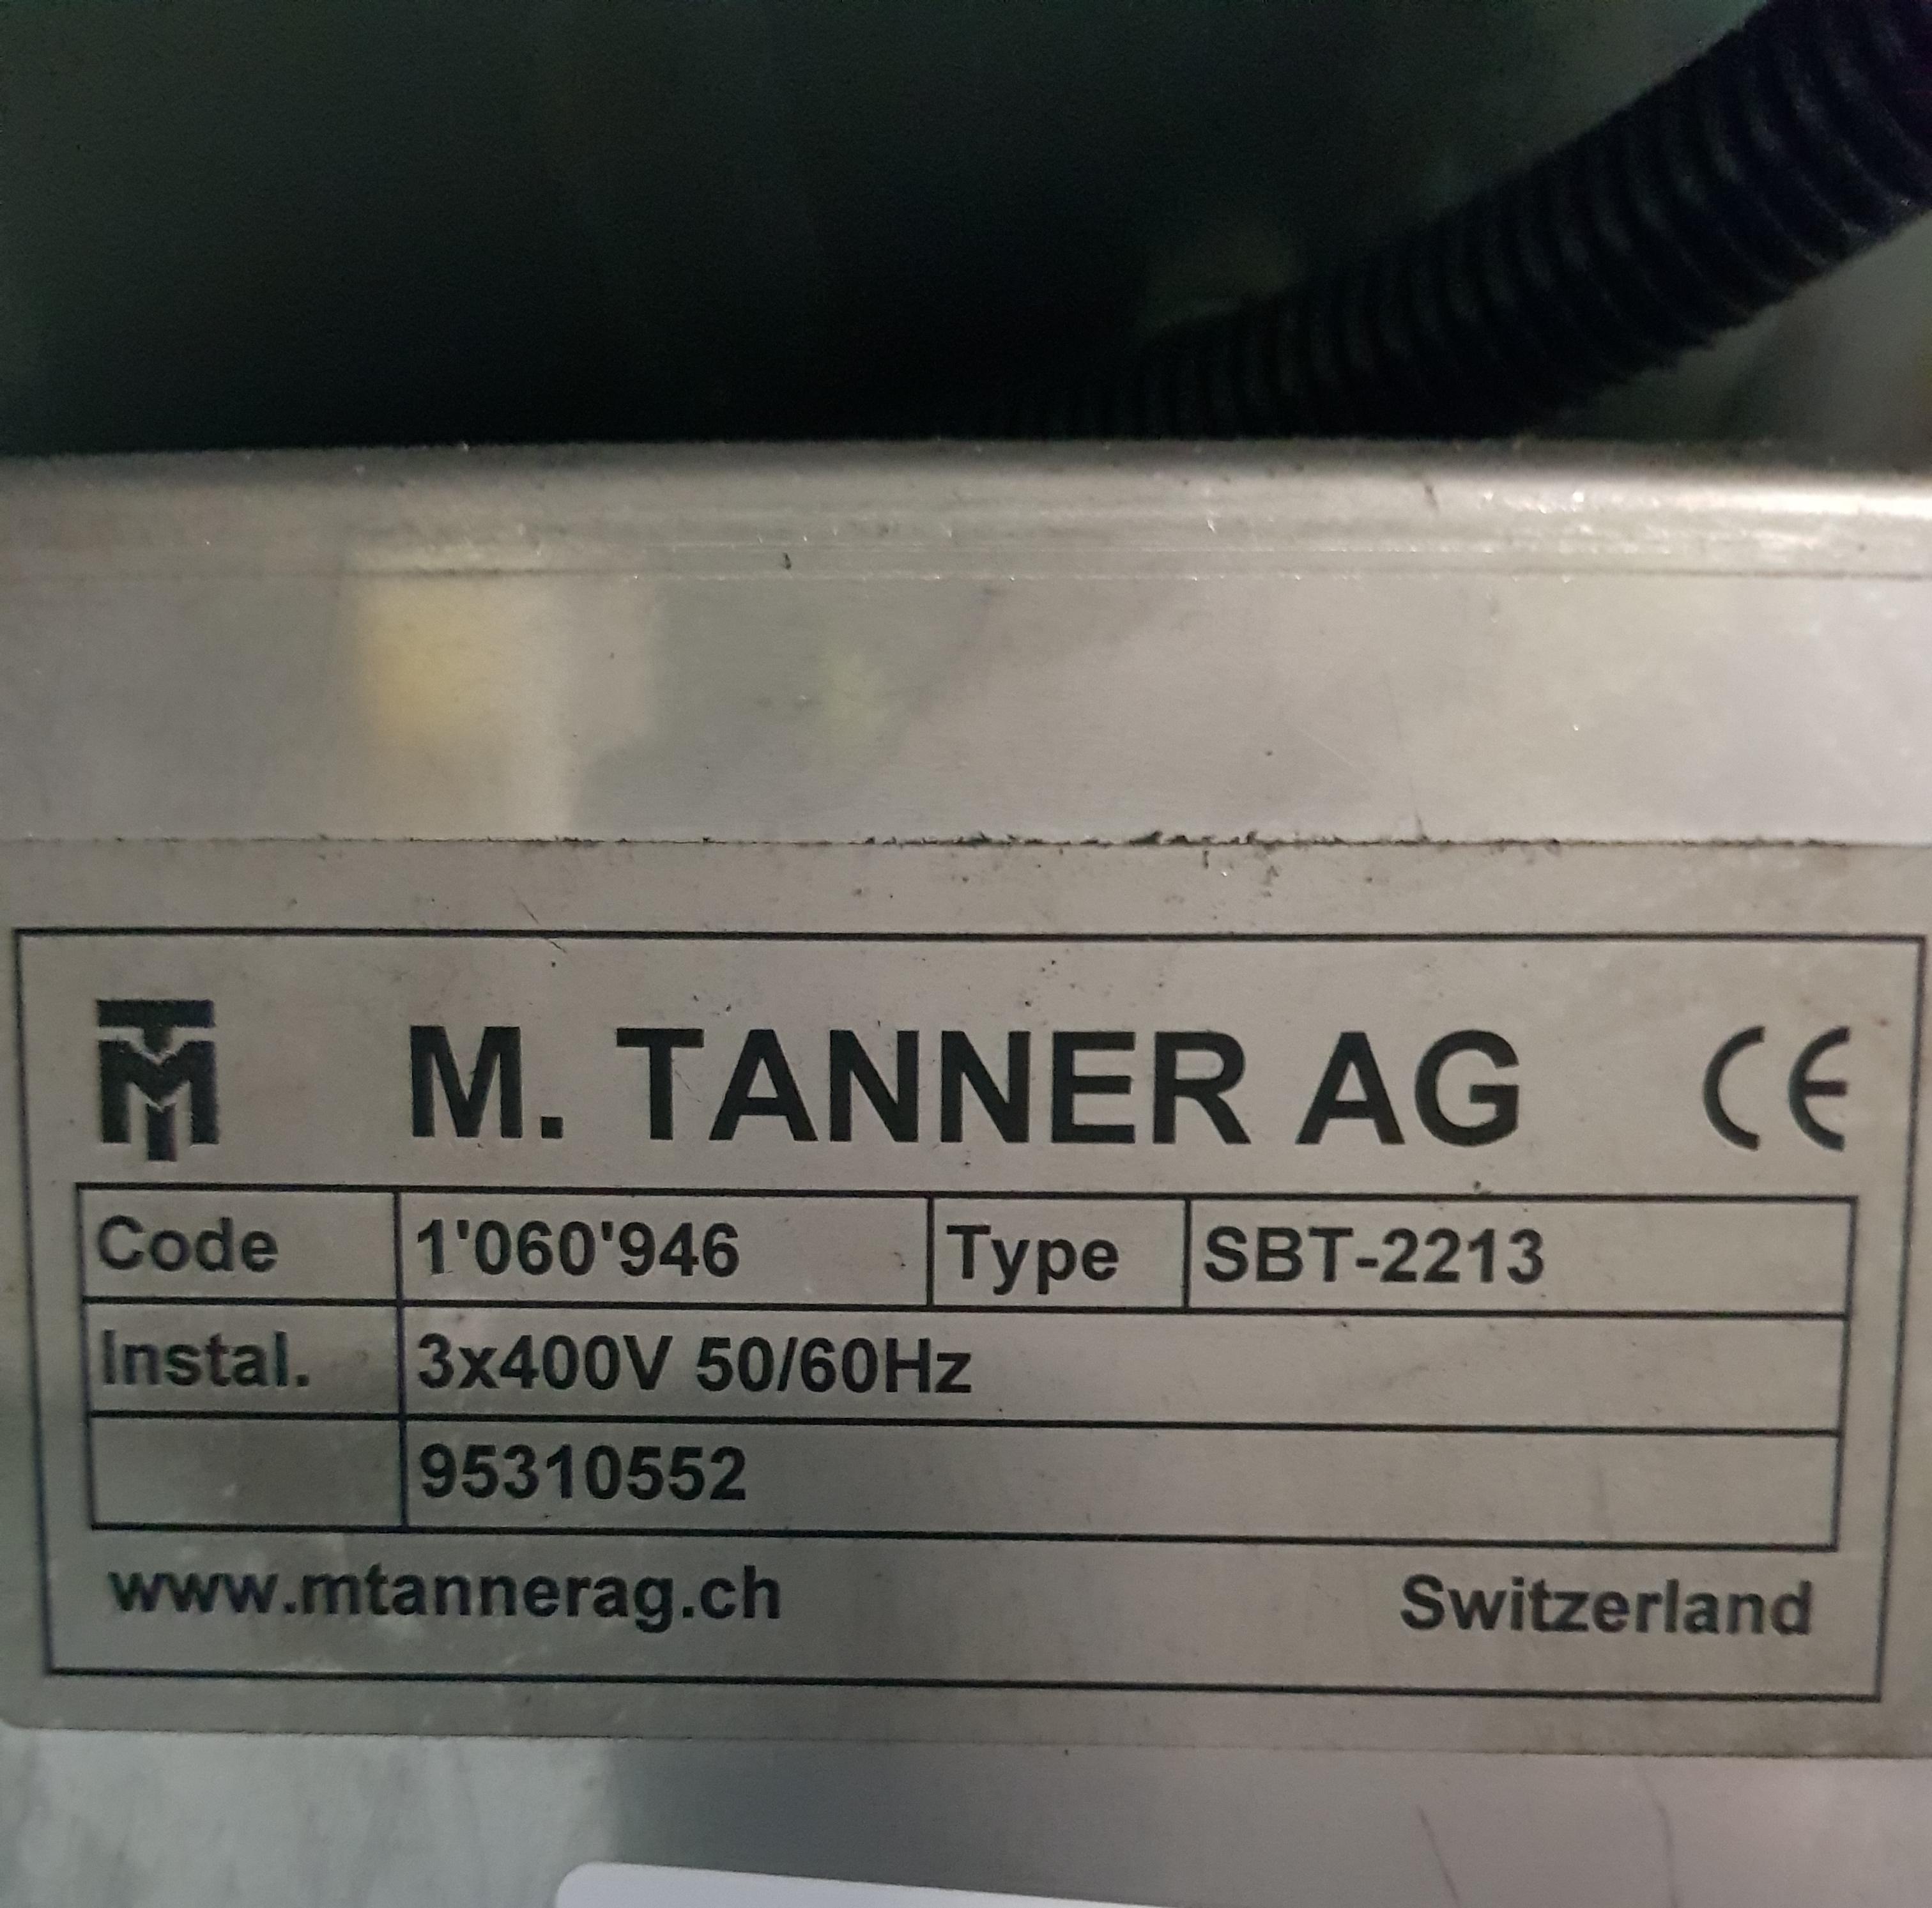 TM M. TANNER AG CE
Code 1'060'946 Type SBT-2213
Instal. 3x400V 50/60Hz
95310552
www.mtannerag.ch Switzerland